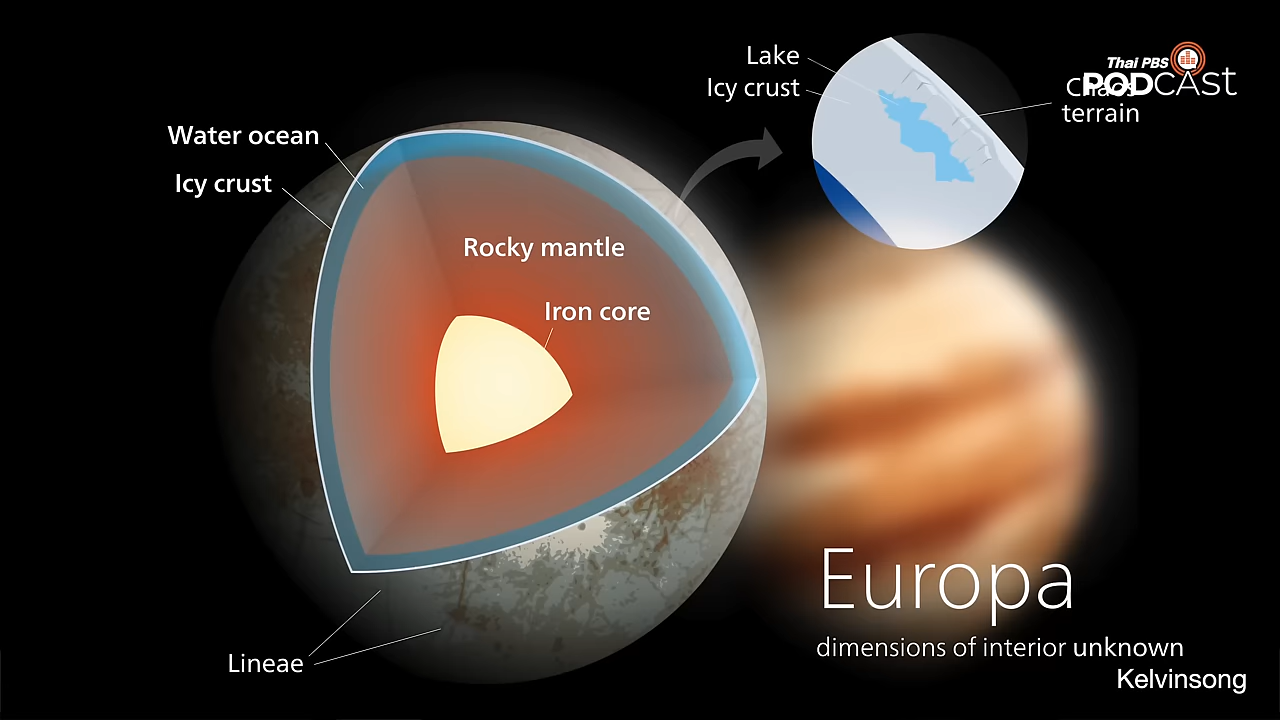 Lake
Icy crust
Thai PBS
PODCAST
Chaos
terrain
Water ocean
Icy crust
Rocky mantle
Iron core
Europa
dimensions of interior unknown
Lineae
Kelvinsong